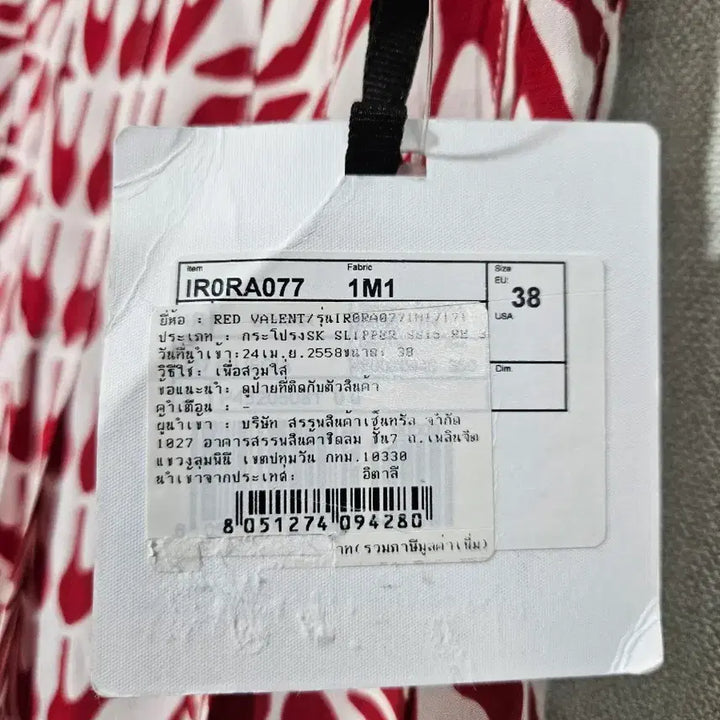 Item Fabric Size
IR0RA077 1M1 EU: 38
USA
Dim.
ยี่ห้อ : RED VALENT/รุ่นIR0RA0771M1/171
ประเภท : กระโปรงSK SLIPPER SS15
วันที่นำเข้า:24เม.ย.2558ขนาด: 38
วิธีใช้: เพื่อสวมใส่
ข้อแนะนำ: ดูป้ายที่ติดกับตัวสินค้า
คำเตือน : -
ผู้นำเข้า : บริษัท สรรพสินค้าเซ็นทรัล จำกัด
1027 อาคารสรรพสินค้าชิดลม ชั้น7 ถ.เพลินจิต
แขวงลุมพินี เขตปทุมวัน กทม.10330
นำเข้าจากประเทศ: อิตาลี
8 051274 094280
าท(รวมภาษีมูลค่าเพิ่ม)